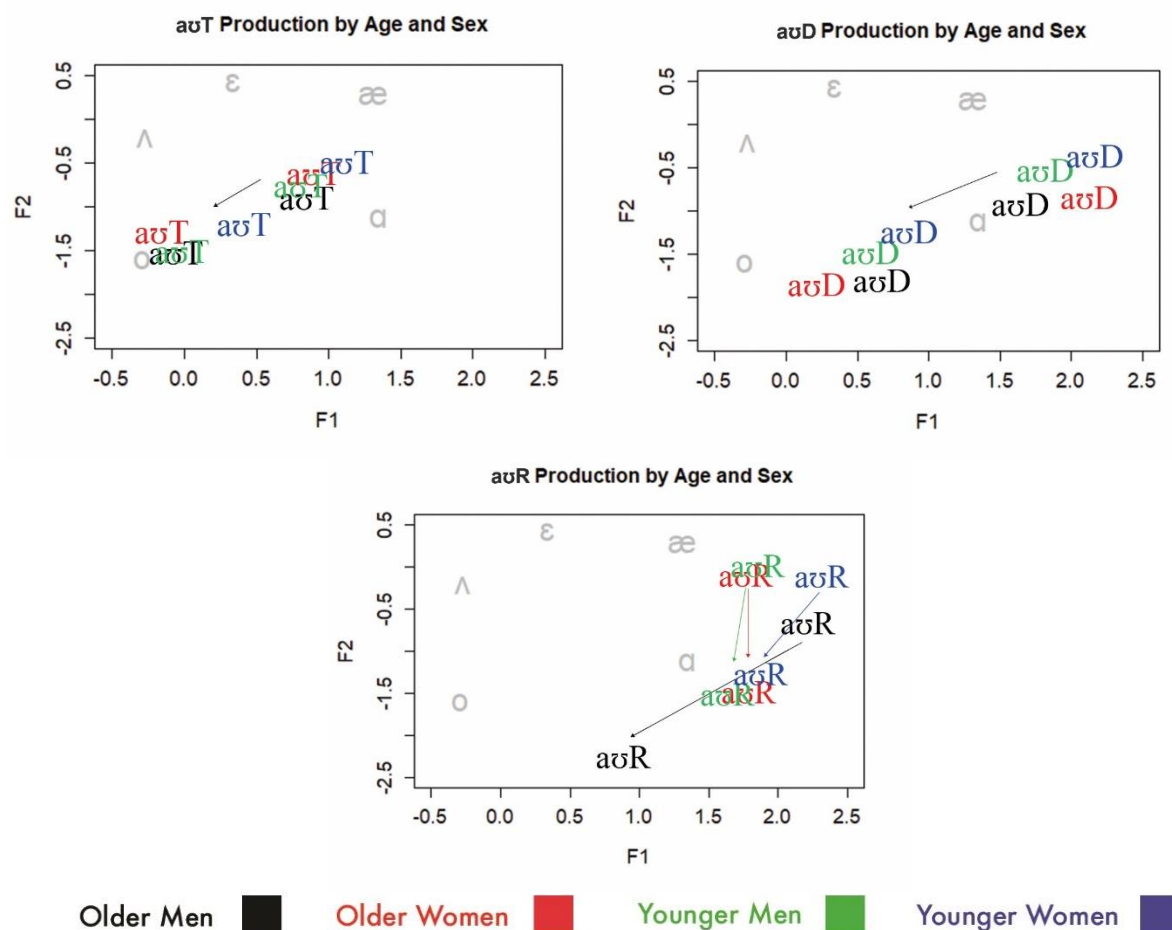 aʊT Production by Age and Sex
F2
0.5
-0.5
-1.5
-2.5
ɛ
æ
ʌ
ɑ
o
aʊT
aʊT
aʊT
aʊT
aʊT
aʊT
aʊT
aʊT
-0.5 0.0 0.5 1.0 1.5 2.0 2.5
F1
aʊD Production by Age and Sex
F2
0.5
-0.5
-1.5
-2.5
ɛ
æ
ʌ
ɑ
o
aʊD
aʊD
aʊD
aʊD
aʊD
aʊD
aʊD
aʊD
-0.5 0.0 0.5 1.0 1.5 2.0 2.5
F1
aʊR Production by Age and Sex
F2
0.5
-0.5
-1.5
-2.5
ɛ
æ
ʌ
ɑ
o
aʊR
aʊR
aʊR
aʊR
aʊR
aʊR
aʊR
aʊR
-0.5 0.0 0.5 1.0 1.5 2.0 2.5
F1
Older Men Older Women Younger Men Younger Women